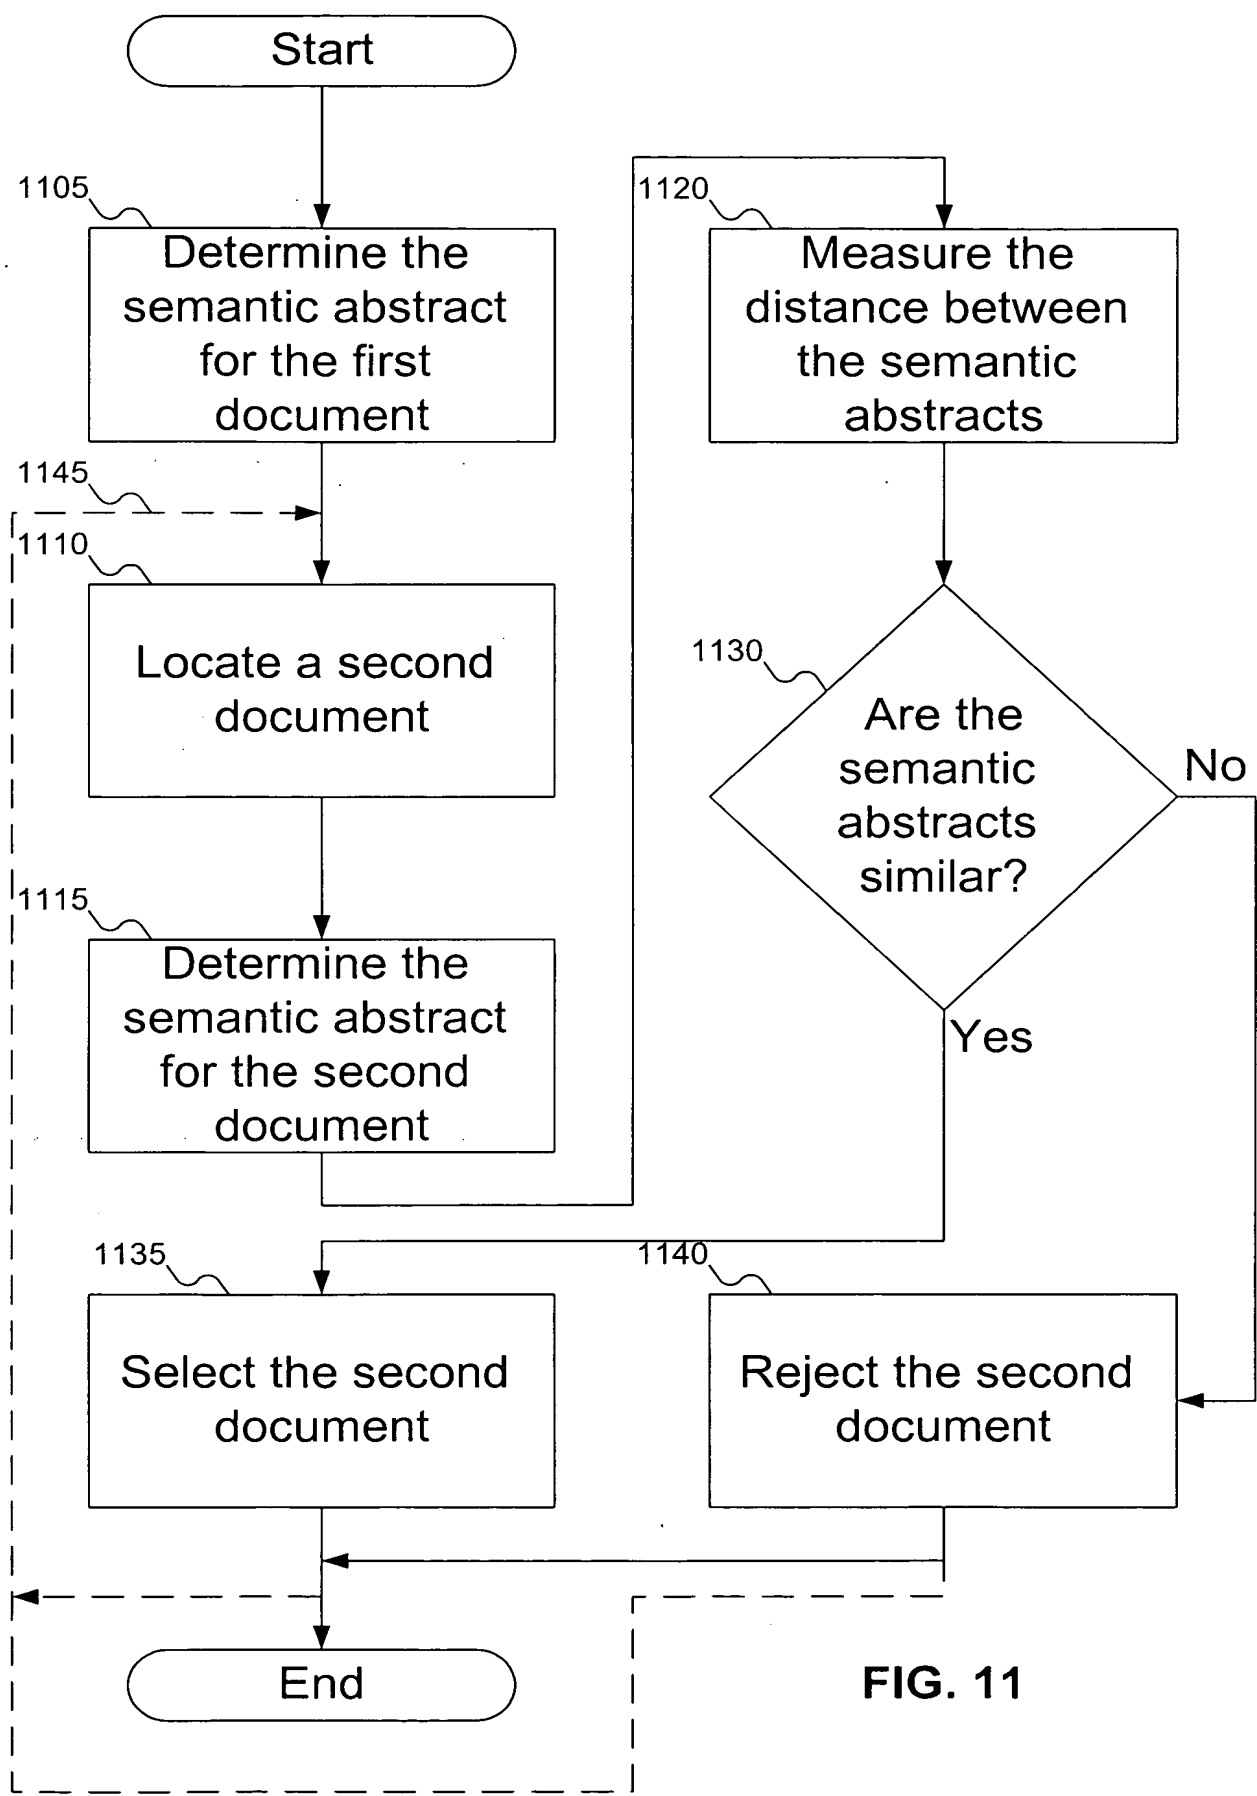 Start
1105
Determine the
semantic abstract
for the first
document
1145
1110
Locate a second
document
1115
Determine the
semantic abstract
for the second
document
1120
Measure the
distance between
the semantic
abstracts
1130
Are the
semantic
abstracts
similar?
No
Yes
1135
Select the second
document
1140
Reject the second
document
End
FIG. 11